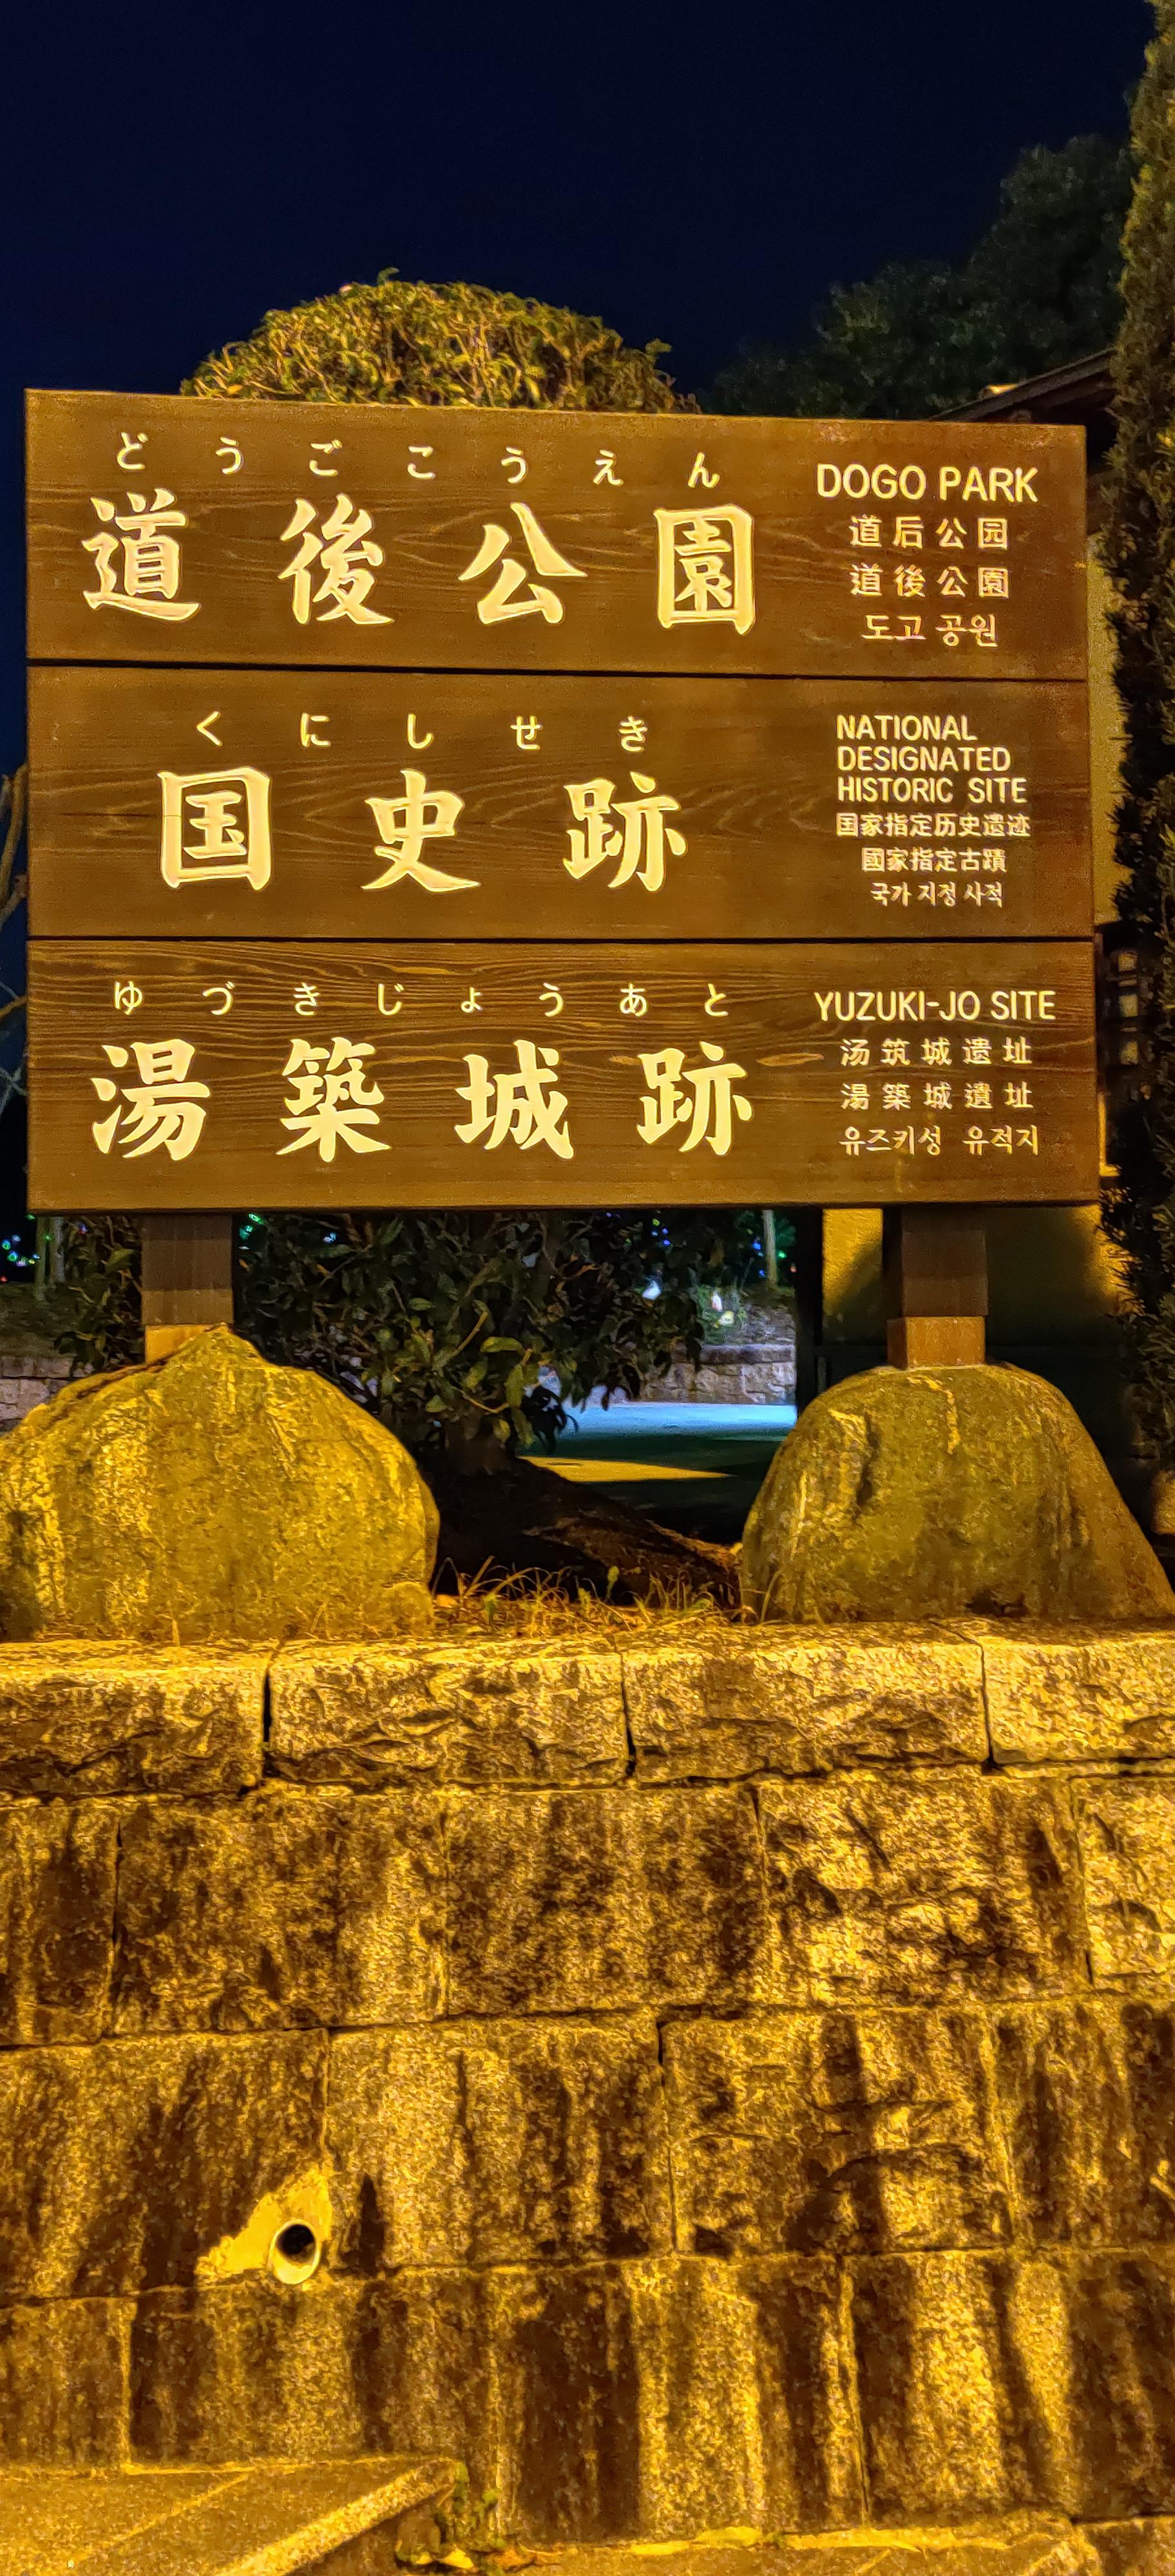 どうごこうえん
道後公園
DOGO PARK
道后公园
道後公園
도고 공원
くにしせき
国史跡
NATIONAL
DESIGNATED
HISTORIC SITE
国家指定历史遗迹
國家指定古蹟
국가 지정 사적
ゆづきじょうあと
湯築城跡
YUZUKI-JO SITE
汤筑城遗址
湯築城遺址
유즈키성 유적지